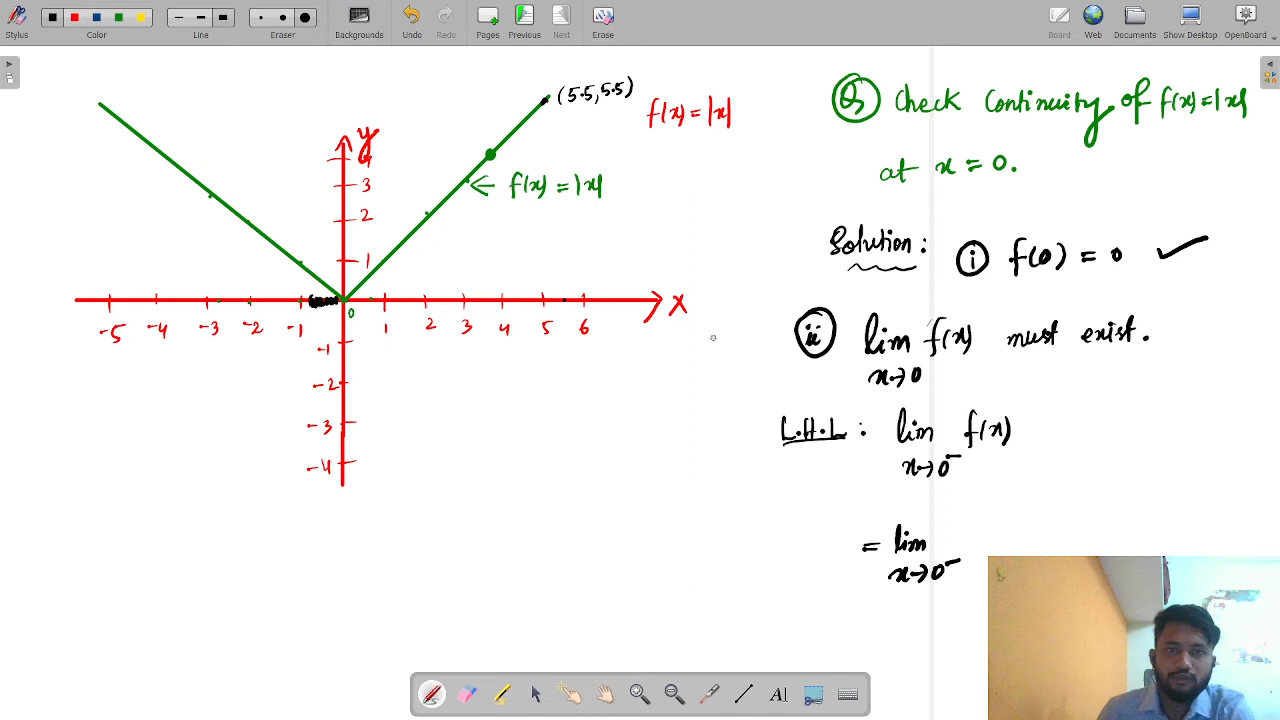 Stylus
Color
Line
Eraser
Backgrounds
Undo
Redo
Pages
Previous
Next
Erase
Board
Web
Documents
Show Desktop
OpenBoard
(5.5, 5.5)
f(x) = |x|
y
4
3
← f(x) = |x|
2
1
-5 -4 -3 -2 -1 0 1 2 3 4 5 6
X
-1
-2
-3
-4
Q Check Continuity of f(x) = |x|
at x = 0.
Solution: (i) f(0) = 0 ✓
(ii) lim f(x) must exist.
x→0
L.H.L : lim f(x)
x→0⁻
= lim
x→0⁻
AI